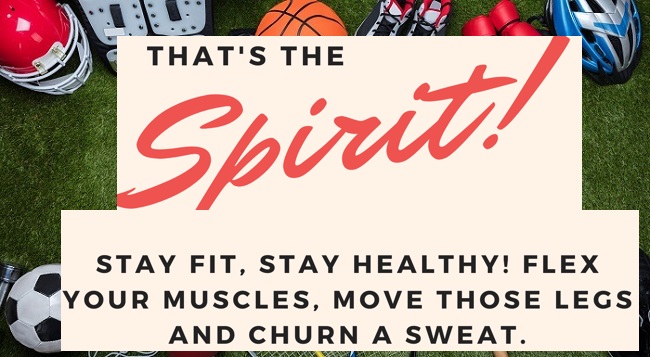 THAT'S THE
Spirit!
STAY FIT, STAY HEALTHY! FLEX
YOUR MUSCLES, MOVE THOSE LEGS
AND CHURN A SWEAT.